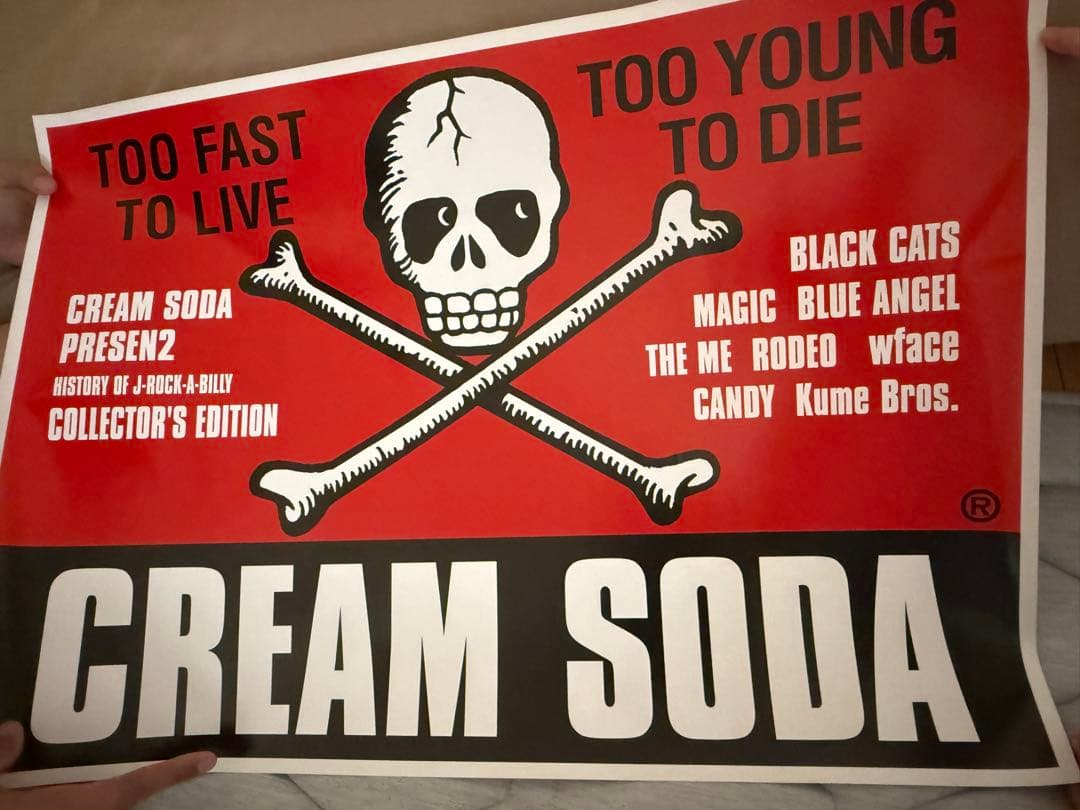 TOO FAST
TO LIVE
TOO YOUNG
TO DIE
CREAM SODA
PRESEN2
HISTORY OF J-ROCK-A-BILLY
COLLECTOR'S EDITION
BLACK CATS
MAGIC BLUE ANGEL
THE ME RODEO wface
CANDY Kume Bros.
®
CREAM SODA